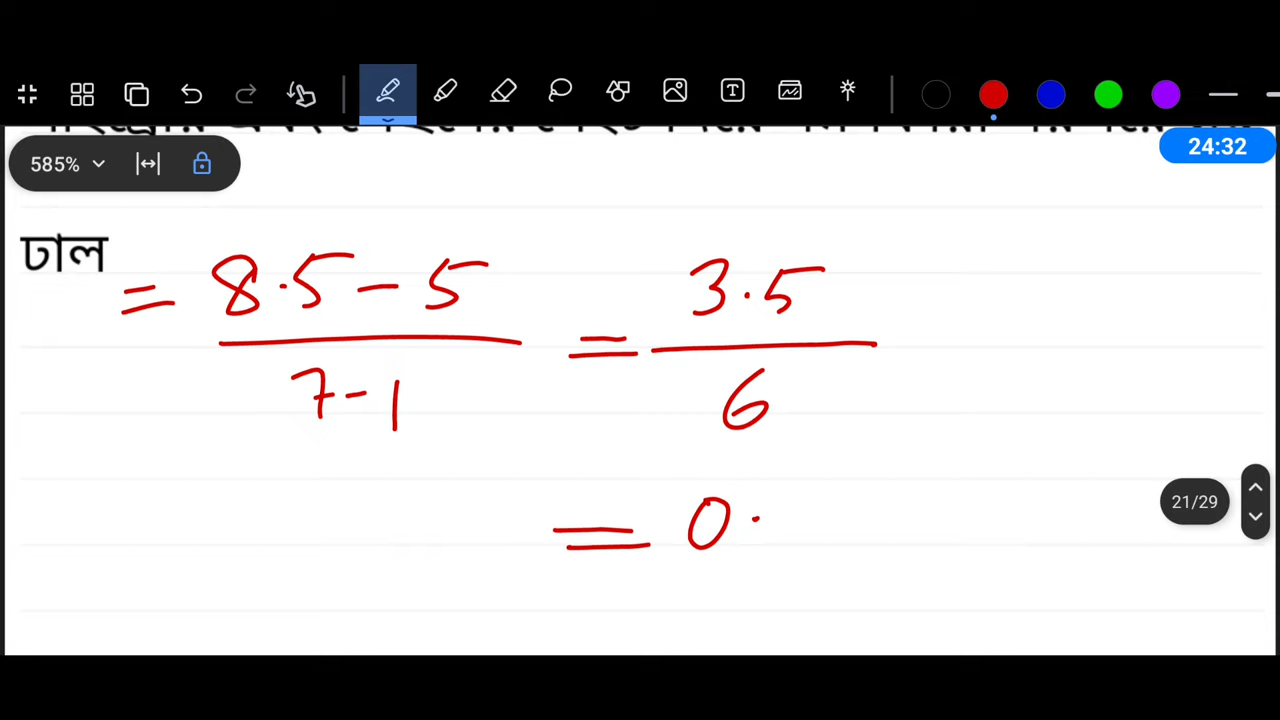 24:32
585%
ঢাল
= 8.5 - 5 / 7 - 1 = 3.5 / 6
21/29
= 0.